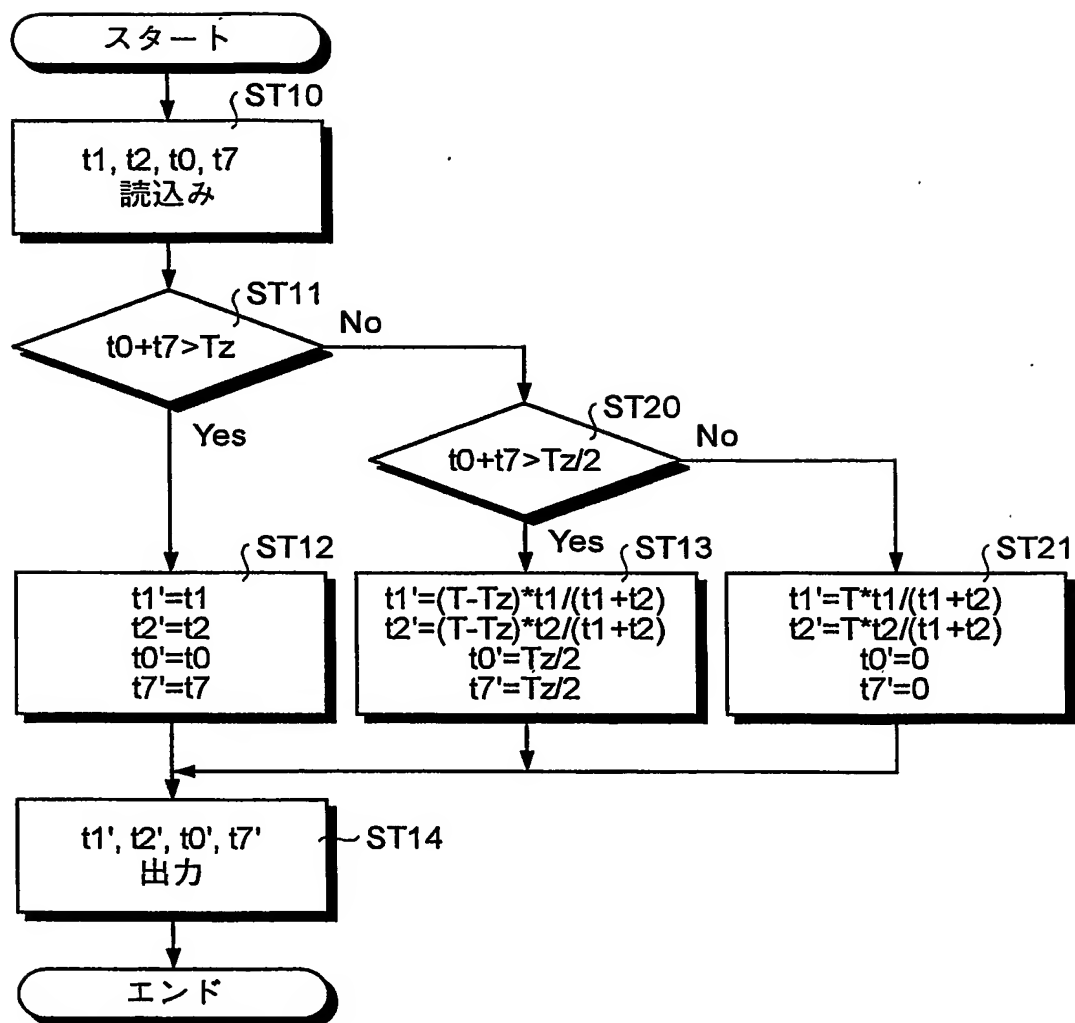 スタート
ST10
t1, t2, t0, t7
読込み
ST11
t0+t7>Tz
No
Yes
ST20
t0+t7>Tz/2
No
Yes
ST12
t1'=t1
t2'=t2
t0'=t0
t7'=t7
ST13
t1'=(T-Tz)*t1/(t1+t2)
t2'=(T-Tz)*t2/(t1+t2)
t0'=Tz/2
t7'=Tz/2
ST21
t1'=T*t1/(t1+t2)
t2'=T*t2/(t1+t2)
t0'=0
t7'=0
t1', t2', t0', t7'
出力
ST14
エンド